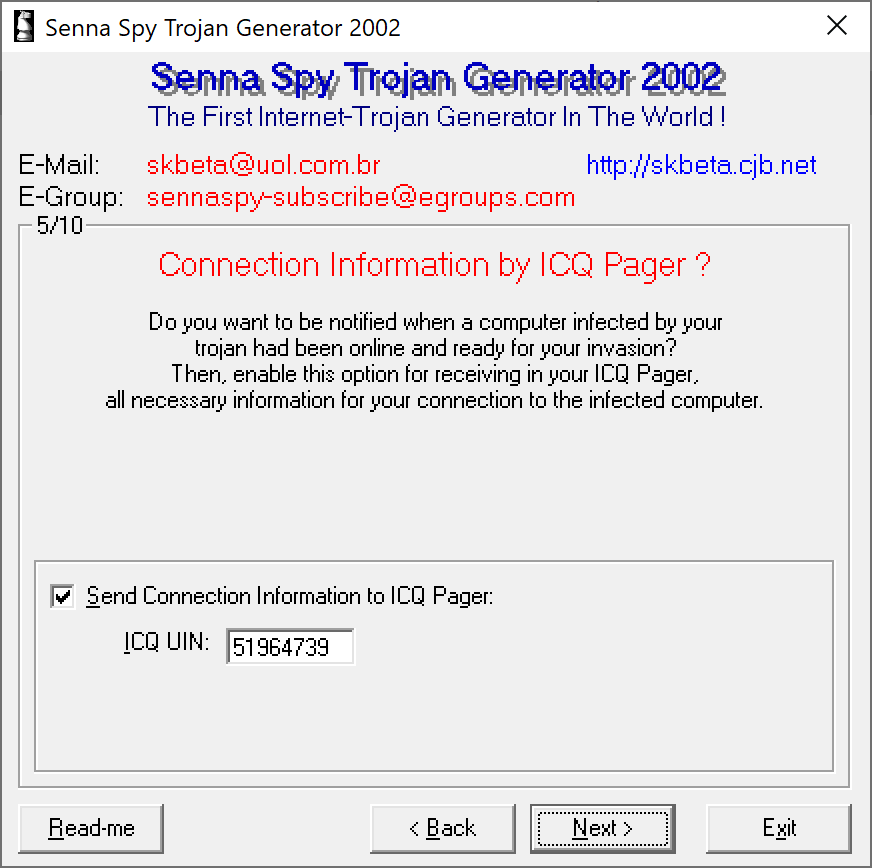 Senna Spy Trojan Generator 2002
Senna Spy Trojan Generator 2002
The First Internet-Trojan Generator In The World !
E-Mail: skbeta@uol.com.br http://skbeta.cjb.net
E-Group: sennaspy-subscribe@egroups.com
5/10
Connection Information by ICQ Pager ?
Do you want to be notified when a computer infected by your
trojan had been online and ready for your invasion?
Then, enable this option for receiving in your ICQ Pager,
all necessary information for your connection to the infected computer.
Send Connection Information to ICQ Pager:
ICQ UIN: 51964739
Read-me < Back Next > Exit